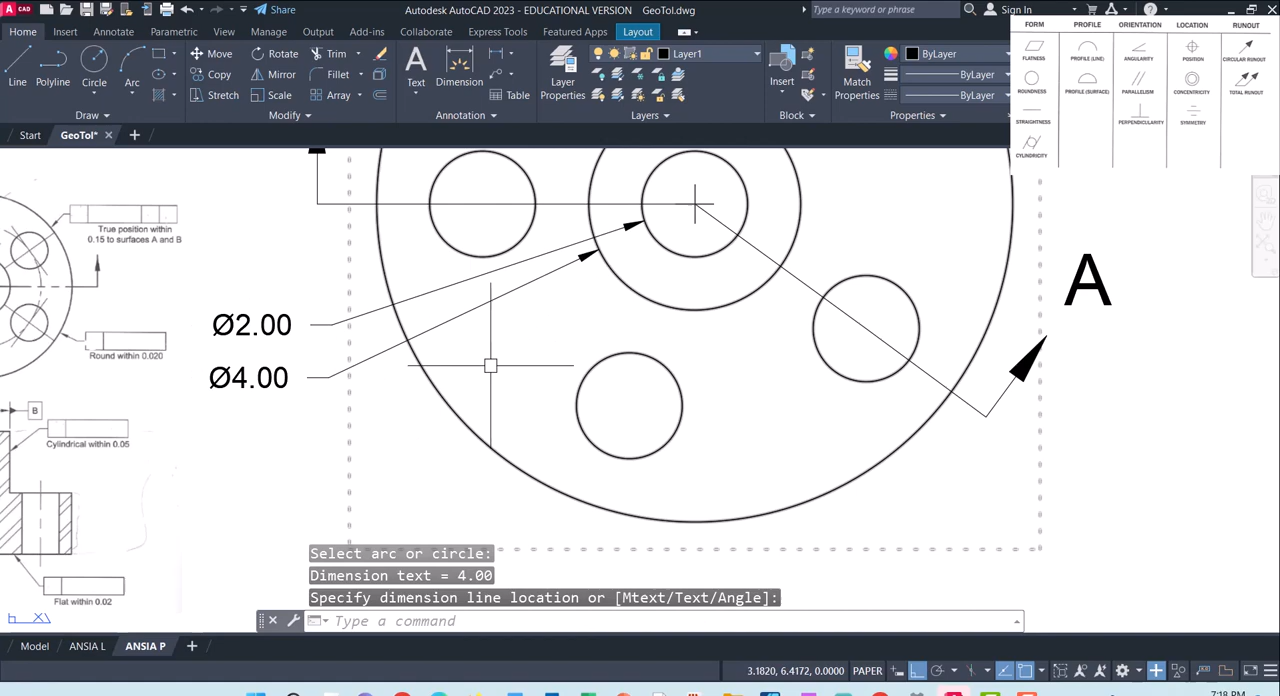 CAD
Share
Autodesk AutoCAD 2023 - EDUCATIONAL VERSION GeoTol.dwg
Type a keyword or phrase
Sign In
Home Insert Annotate Parametric View Manage Output Add-ins Collaborate Express Tools Featured Apps Layout
Line
Polyline
Circle
Arc
Move
Rotate
Trim
Copy
Mirror
Fillet
Stretch
Scale
Array
Text
Dimension
Table
Layer
Properties
Layer1
Insert
Match
Properties
ByLayer
ByLayer
ByLayer
Draw
Modify
Annotation
Layers
Block
Properties
FORM PROFILE ORIENTATION LOCATION RUNOUT
FLATNESS PROFILE (LINE) ANGULARITY POSITION CIRCULAR RUNOUT
ROUNDNESS PROFILE (SURFACE) PARALLELISM CONCENTRICITY TOTAL RUNOUT
STRAIGHTNESS PERPENDICULARITY SYMMETRY
CYLINDRICITY
Start
GeoTol*
True position within
0.15 to surfaces A and B
Round within 0.020
B
Cylindrical within 0.05
Flat within 0.02
Ø2.00
Ø4.00
A
Select arc or circle:
Dimension text = 4.00
Specify dimension line location or [Mtext/Text/Angle]:
Type a command
Model ANSIA L ANSIA P
3.1820, 6.4172, 0.0000 PAPER
7:18 PM